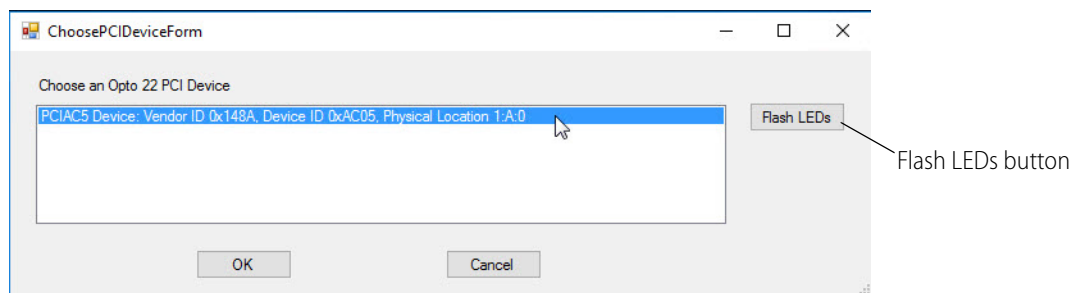 ChoosePCIDeviceForm
Choose an Opto 22 PCI Device
PCIAC5 Device: Vendor ID 0x148A, Device ID 0xAC05, Physical Location 1:A:0
Flash LEDs
Flash LEDs button
OK
Cancel